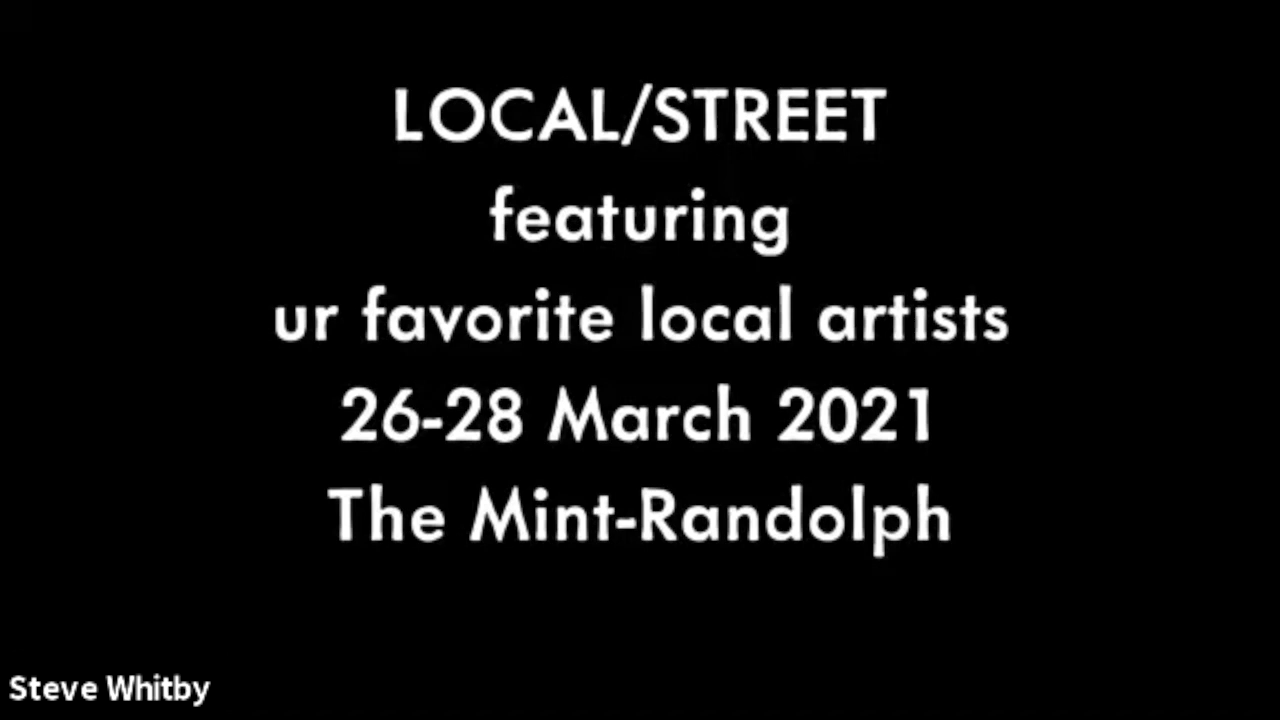 LOCAL/STREET
featuring
ur favorite local artists
26-28 March 2021
The Mint-Randolph
Steve Whitby